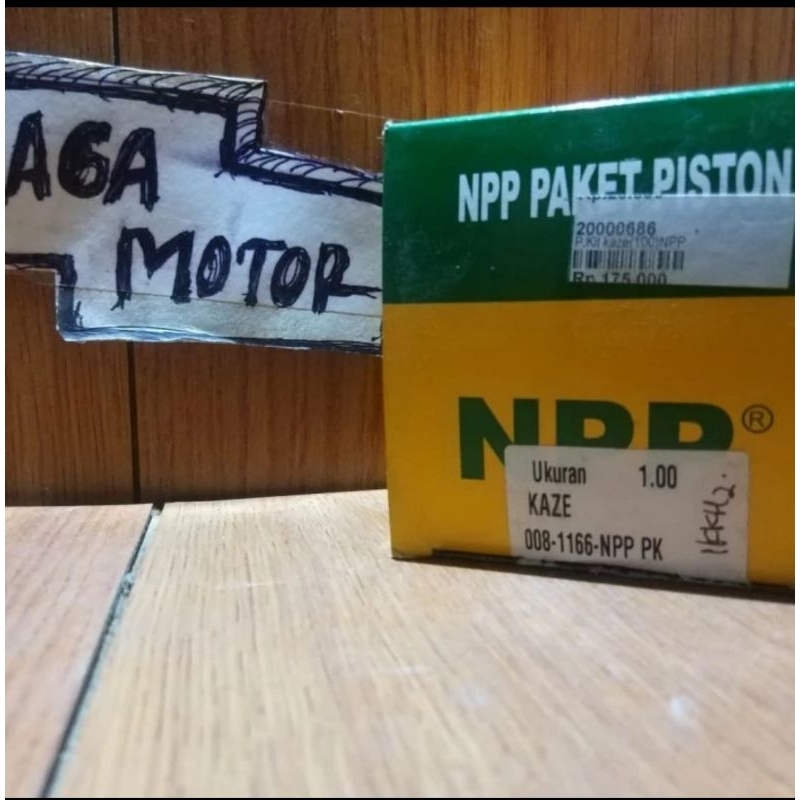 AGA
MOTOR
NPP PAKET PISTON
20000686
P.Kit kaze(100)NPP
Rp 175.000
NPP®
Ukuran 1.00
KAZE
008-1166-NPP PK